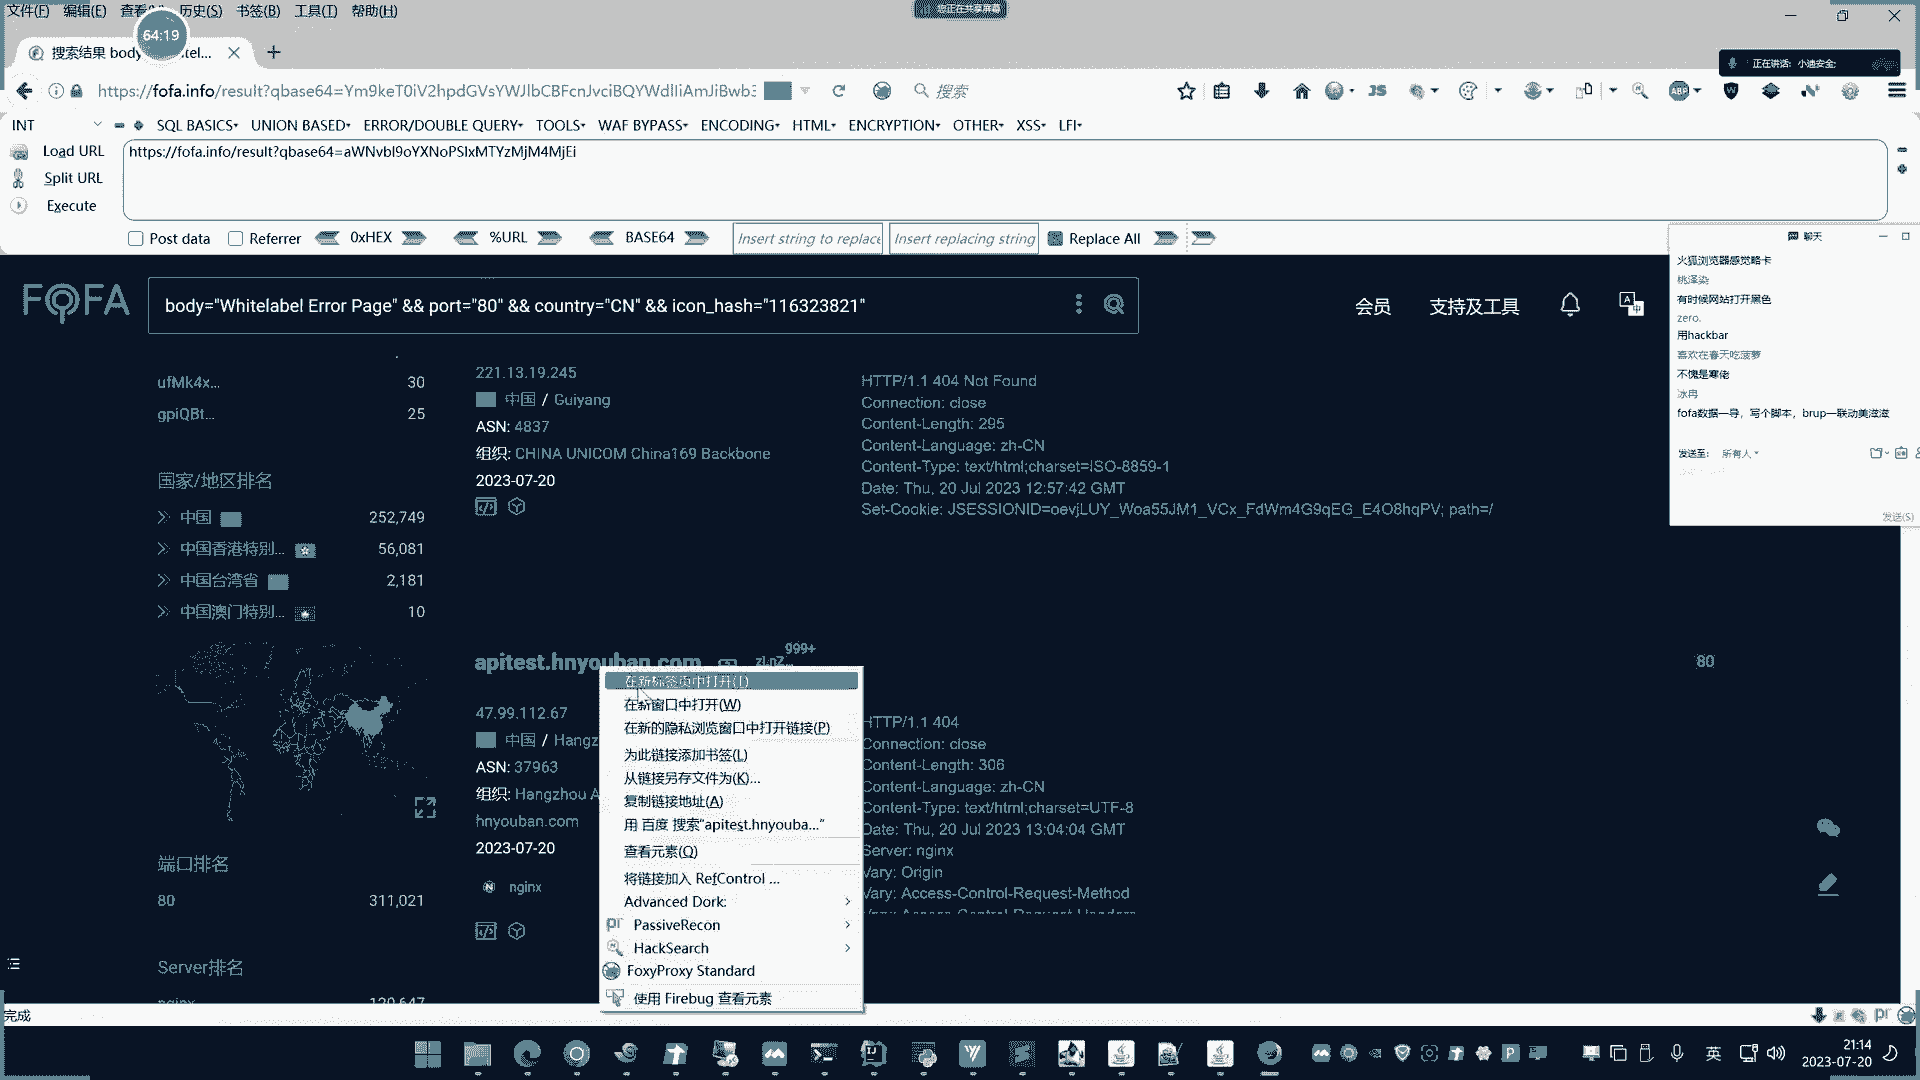 文件(F) 编辑(E) 查看 历史(S) 书签(B) 工具(T) 帮助(H)
您正在共享屏幕
64:19
搜索结果 body
正在讲话: 小迪安全;
https://fofa.info/result?qbase64=Ym9keT0iV2hpdGVsYWJlbCBFcnJvciBQYWdlIiAmJiBwb3
搜索
INT
SQL BASICS UNION BASED ERROR/DOUBLE QUERY TOOLS WAF BYPASS ENCODING HTML ENCRYPTION OTHER XSS LFI
Load URL
https://fofa.info/result?qbase64=aWNvbl9oYXNoPSIxMTYzMjM4MjEi
Split URL
Execute
Post data Referrer 0xHEX %URL BASE64 Insert string to replace Insert replacing string Replace All
聊天
火狐浏览器感觉略卡
桃泽染
有时候网站打开黑色
zero.
用hackbar
喜欢在春天吃菠萝
不愧是寒佬
冰冉
fofa数据一导，写个脚本，brup一联动美滋滋
发送至: 所有人
发送(S)
FOFA
body="Whitelabel Error Page" && port="80" && country="CN" && icon_hash="116323821"
会员 支持及工具
ufMk4x... 30
gpiQBt... 25
国家/地区排名
中国 252,749
中国香港特别... 56,081
中国台湾省 2,181
中国澳门特别... 10
端口排名
80 311,021
Server排名
nginx 120,647
221.13.19.245
中国 / Guiyang
ASN: 4837
组织: CHINA UNICOM China169 Backbone
2023-07-20
HTTP/1.1 404 Not Found
Connection: close
Content-Length: 295
Content-Language: zh-CN
Content-Type: text/html;charset=ISO-8859-1
Date: Thu, 20 Jul 2023 12:57:42 GMT
Set-Cookie: JSESSIONID=oevjLUY_Woa55JM1_VCx_FdWm4G9qEG_E4O8hqPV; path=/
apitest.hnyouban.com
999+
80
47.99.112.67
中国 / Hangz
ASN: 37963
组织: Hangzhou A
hnyouban.com
2023-07-20
nginx
HTTP/1.1 404
Connection: close
Content-Length: 306
Content-Language: zh-CN
Content-Type: text/html;charset=UTF-8
Date: Thu, 20 Jul 2023 13:04:04 GMT
Server: nginx
Vary: Origin
Vary: Access-Control-Request-Method
Vary: Access-Control-Request-Headers
在新标签页中打开(T)
在新窗口中打开(W)
在新的隐私浏览窗口中打开链接(P)
为此链接添加书签(L)
从链接另存文件为(K)...
复制链接地址(A)
用 百度 搜索“apitest.hnyouba...”
查看元素(Q)
将链接加入 RefControl ...
Advanced Dork:
PassiveRecon
HackSearch
FoxyProxy Standard
使用 Firebug 查看元素
完成
英
21:14
2023-07-20